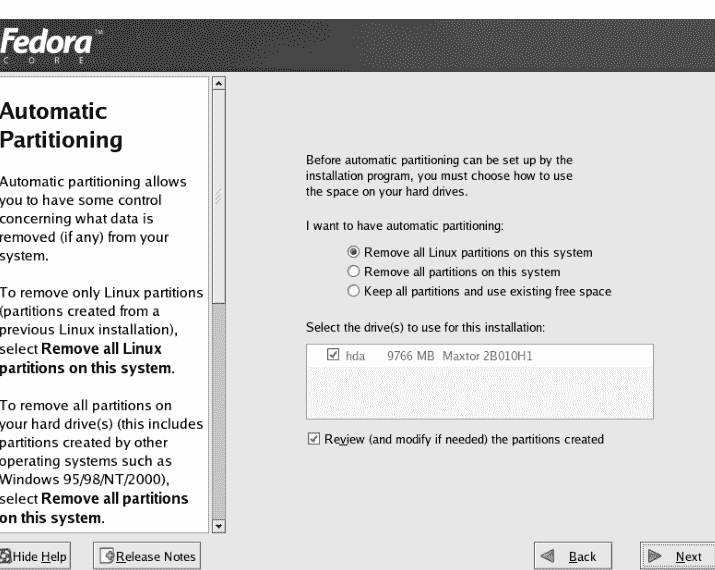 Fedora™
CORE
Automatic
Partitioning
Automatic partitioning allows
you to have some control
concerning what data is
removed (if any) from your
system.
To remove only Linux partitions
(partitions created from a
previous Linux installation),
select Remove all Linux
partitions on this system.
To remove all partitions on
your hard drive(s) (this includes
partitions created by other
operating systems such as
Windows 95/98/NT/2000),
select Remove all partitions
on this system.
Before automatic partitioning can be set up by the
installation program, you must choose how to use
the space on your hard drives.
I want to have automatic partitioning:
Remove all Linux partitions on this system
Remove all partitions on this system
Keep all partitions and use existing free space
Select the drive(s) to use for this installation:
hda 9766 MB Maxtor 2B010H1
Review (and modify if needed) the partitions created
Hide Help
Release Notes
Back
Next